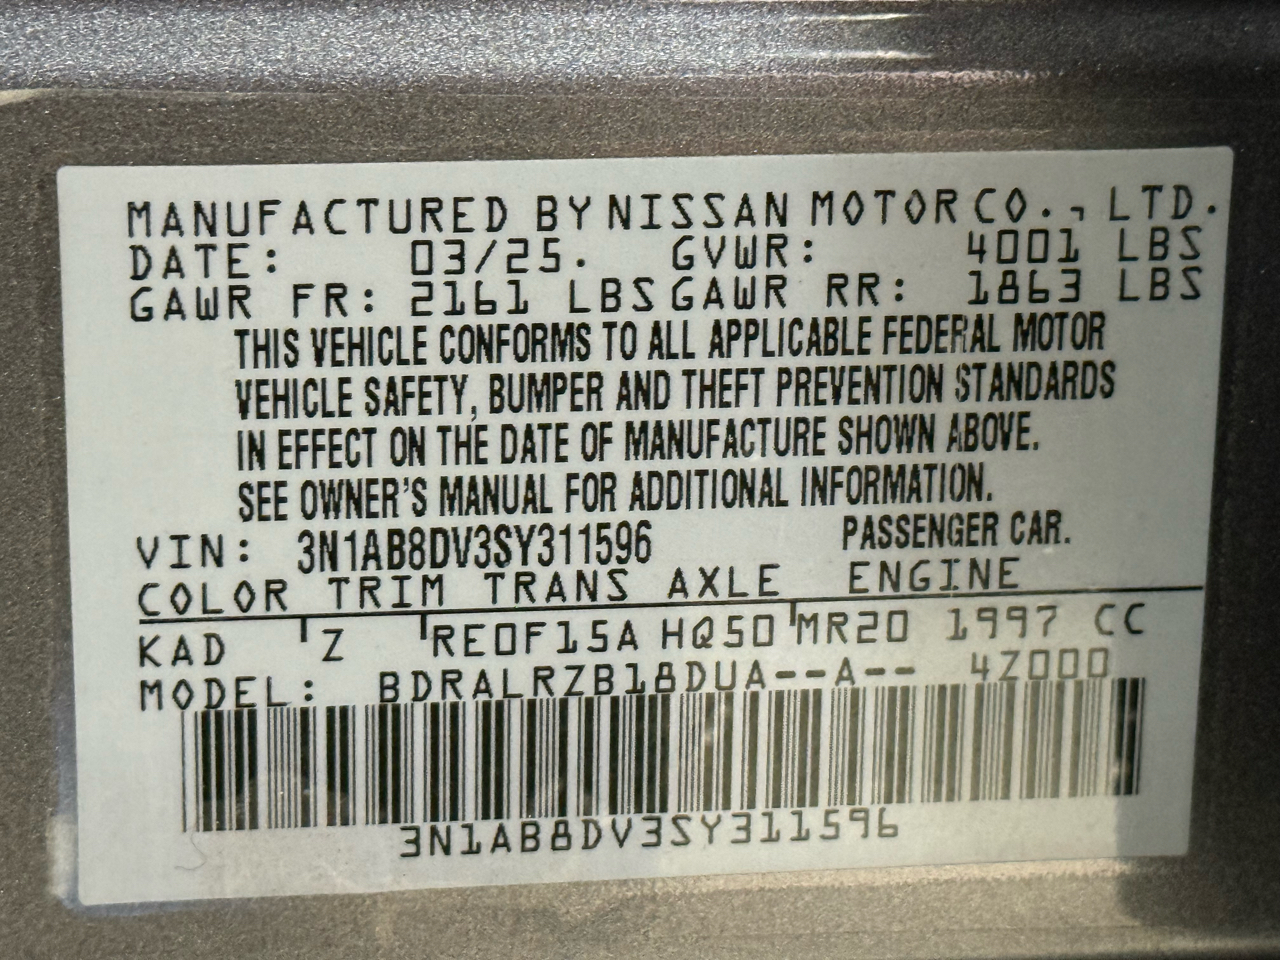 MANUFACTURED BY NISSAN MOTOR CO., LTD.
DATE: 03/25. GVWR: 4001 LBS
GAWR FR: 2161 LBS GAWR RR: 1863 LBS
THIS VEHICLE CONFORMS TO ALL APPLICABLE FEDERAL MOTOR
VEHICLE SAFETY, BUMPER AND THEFT PREVENTION STANDARDS
IN EFFECT ON THE DATE OF MANUFACTURE SHOWN ABOVE.
SEE OWNER'S MANUAL FOR ADDITIONAL INFORMATION.
VIN: 3N1AB8DV3SY311596 PASSENGER CAR.
COLOR TRIM TRANS AXLE ENGINE
KAD Z RE0F15A HQ50 MR20 1997 CC
MODEL: BDRALRZB18DUA--A-- 4Z000
3N1AB8DV3SY311596